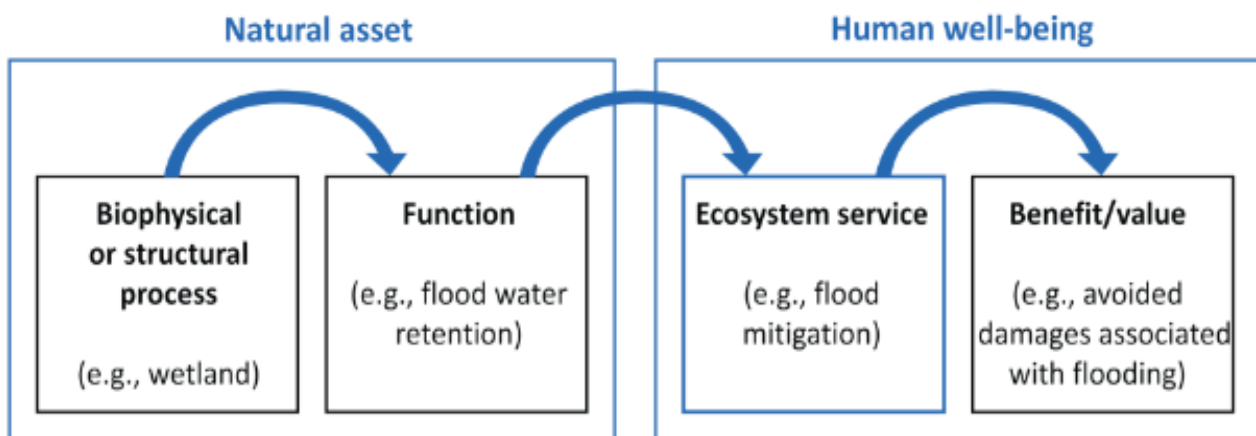 Natural asset
Human well-being
Biophysical
or structural
process
(e.g., wetland)
Function
(e.g., flood water
retention)
Ecosystem service
(e.g., flood
mitigation)
Benefit/value
(e.g., avoided
damages associated
with flooding)